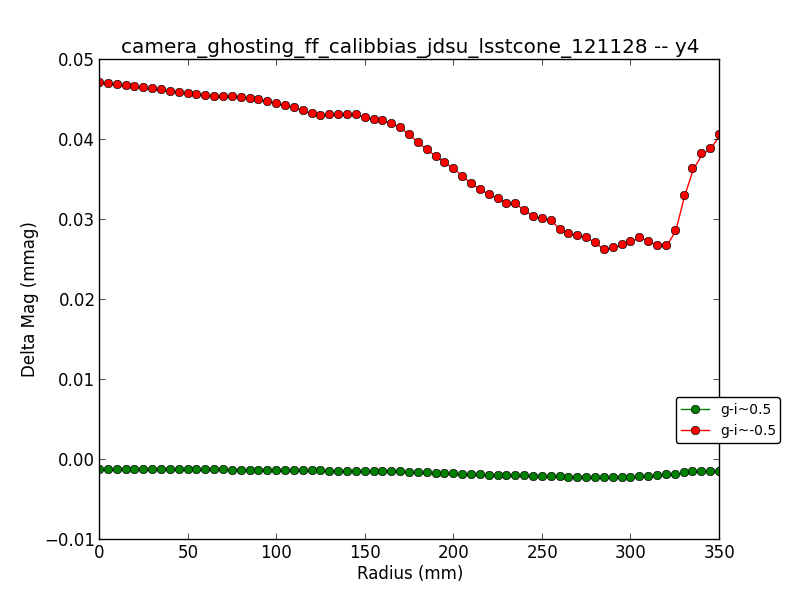 camera_ghosting_ff_calibbias_jdsu_lsstcone_121128 -- y4
0.05
0.04
0.03
0.02
0.01
0.00
−0.01
Delta Mag (mmag)
g-i~0.5
g-i~-0.5
0 50 100 150 200 250 300 350
Radius (mm)